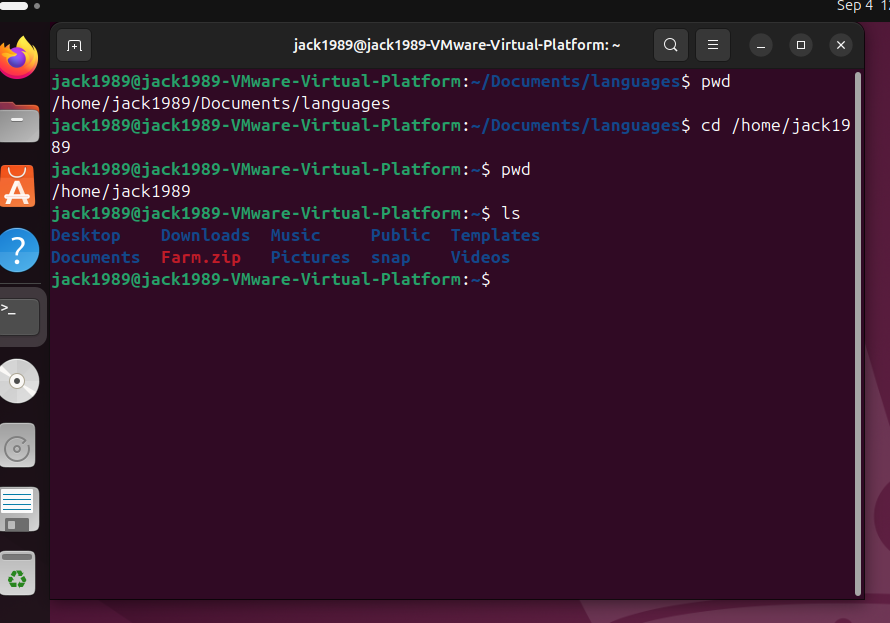 Sep 4
jack1989@jack1989-VMware-Virtual-Platform: ~
jack1989@jack1989-VMware-Virtual-Platform:~/Documents/languages$ pwd
/home/jack1989/Documents/languages
jack1989@jack1989-VMware-Virtual-Platform:~/Documents/languages$ cd /home/jack19
89
jack1989@jack1989-VMware-Virtual-Platform:~$ pwd
/home/jack1989
jack1989@jack1989-VMware-Virtual-Platform:~$ ls
Desktop Downloads Music Public Templates
Documents Farm.zip Pictures snap Videos
jack1989@jack1989-VMware-Virtual-Platform:~$